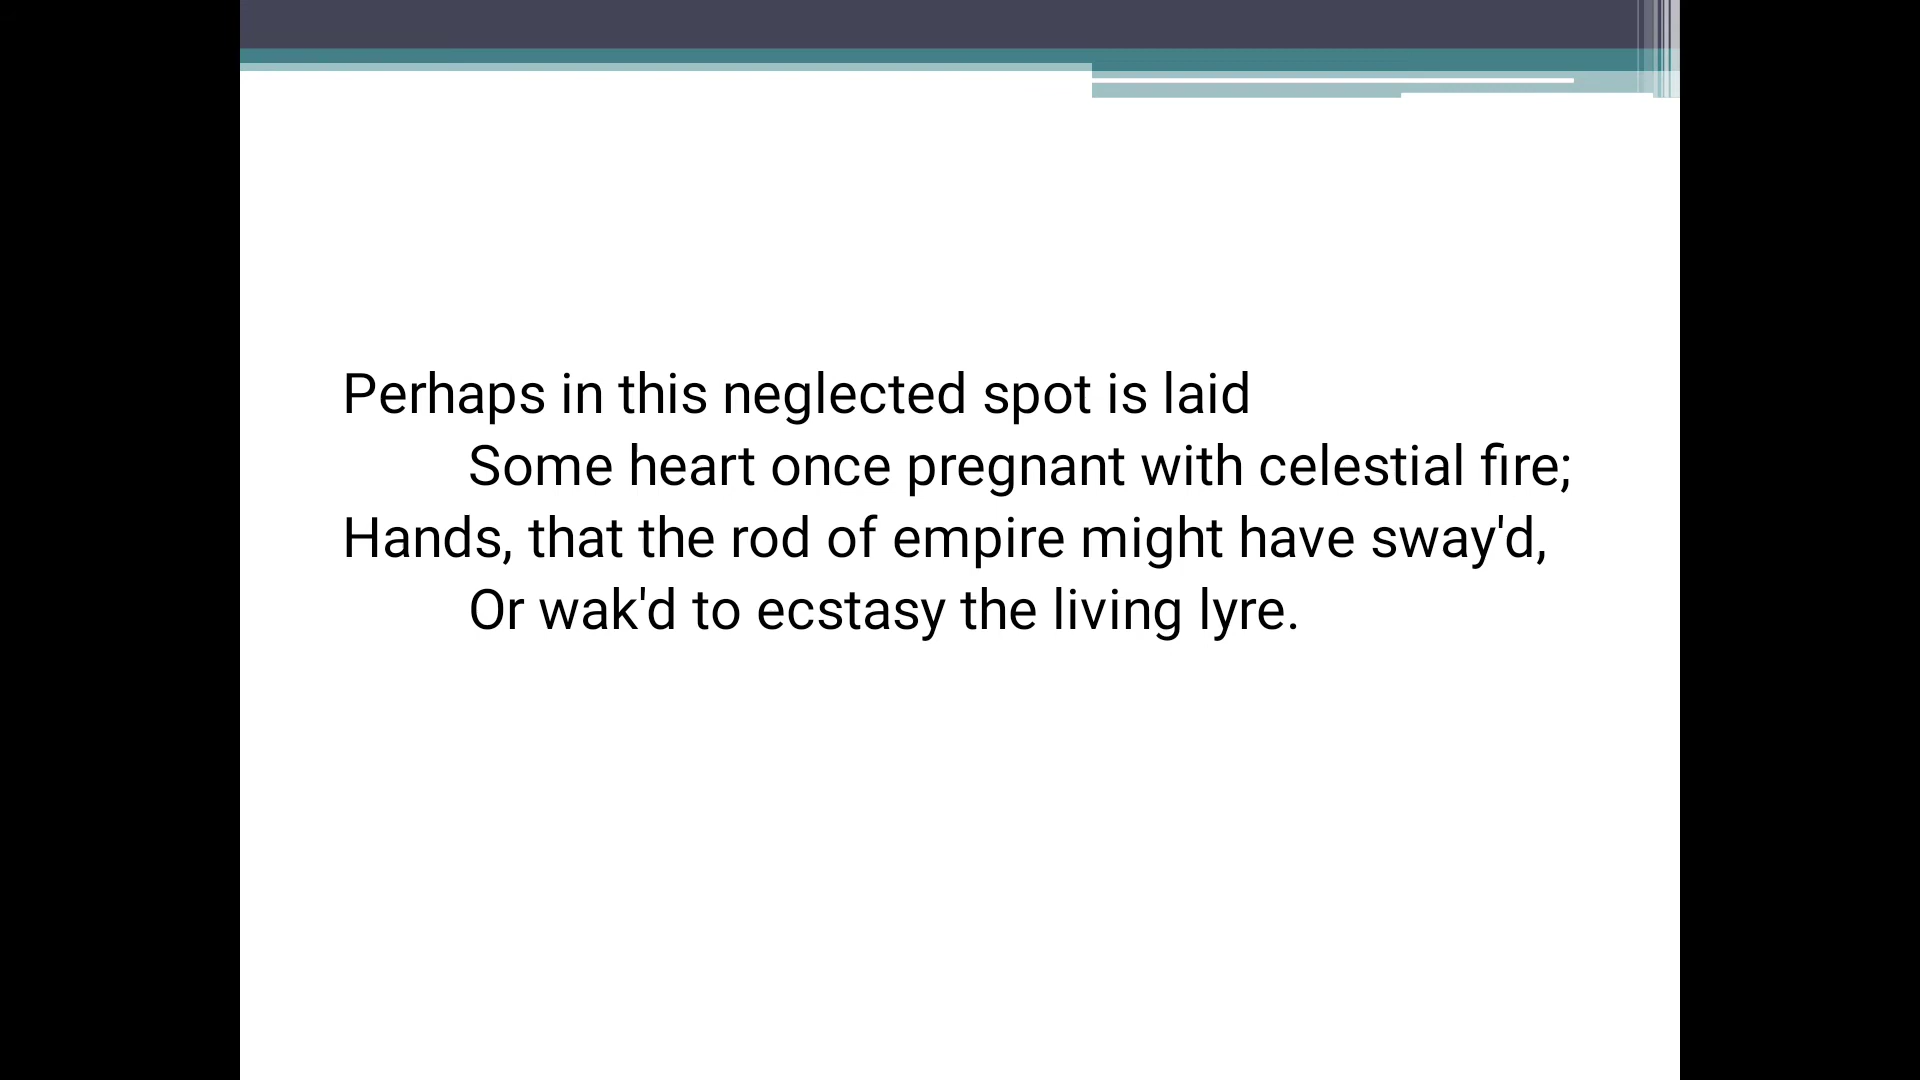 Perhaps in this neglected spot is laid
Some heart once pregnant with celestial fire;
Hands, that the rod of empire might have sway'd,
Or wak'd to ecstasy the living lyre.